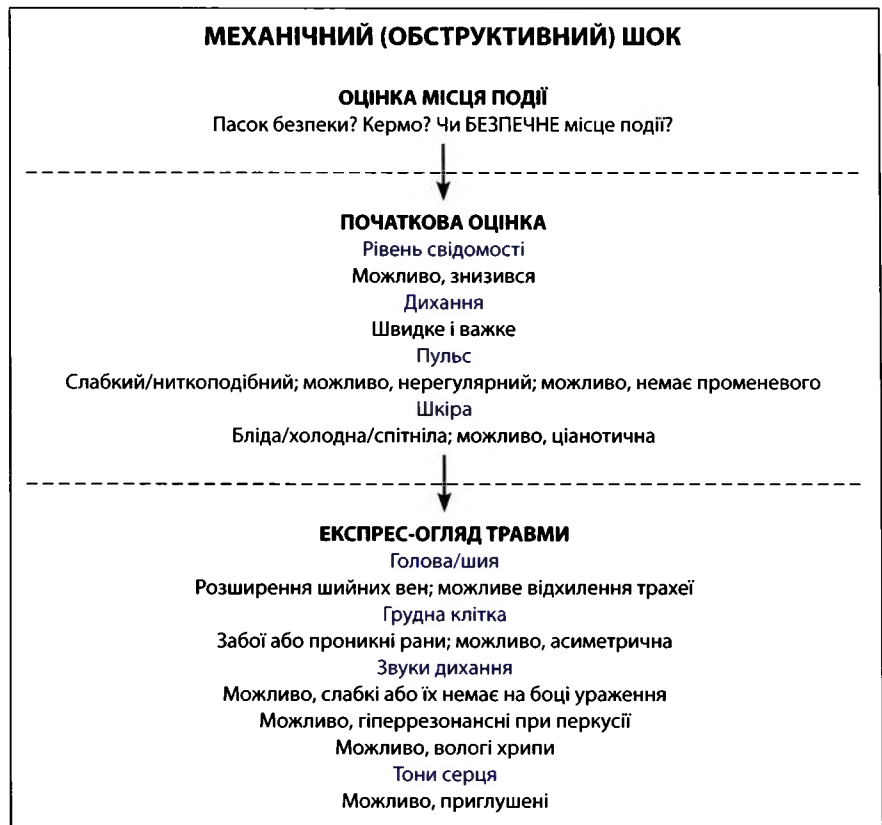 МЕХАНІЧНИЙ (ОБСТРУКТИВНИЙ) ШОК
ОЦІНКА МІСЦЯ ПОДІЇ
Пасок безпеки? Кермо? Чи БЕЗПЕЧНЕ місце події?
ПОЧАТКОВА ОЦІНКА
Рівень свідомості
Можливо, знизився
Дихання
Швидке і важке
Пульс
Слабкий/ниткоподібний; можливо, нерегулярний; можливо, немає променевого
Шкіра
Бліда/холодна/спітніла; можливо, ціанотична
ЕКСПРЕС-ОГЛЯД ТРАВМИ
Голова/шия
Розширення шийних вен; можливе відхилення трахеї
Грудна клітка
Забої або проникні рани; можливо, асиметрична
Звуки дихання
Можливо, слабкі або їх немає на боці ураження
Можливо, гіперрезонансні при перкусії
Можливо, вологі хрипи
Тони серця
Можливо, приглушені